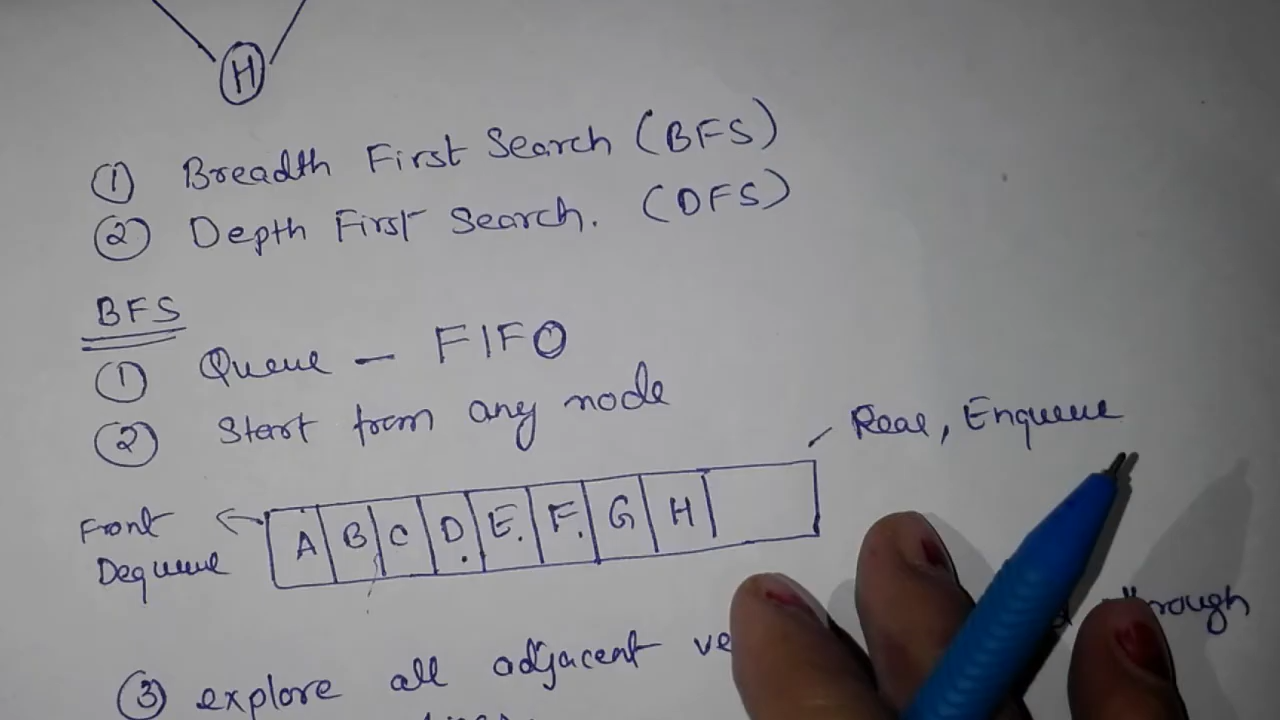 H
① Breadth First Search (BFS)
② Depth First Search. (DFS)
BFS
① Queue - FIFO
② Start from any node
Rear, Enqueue
Front
Dequeue
A B C D. E. F. G H
③ explore all adjacent ve
through